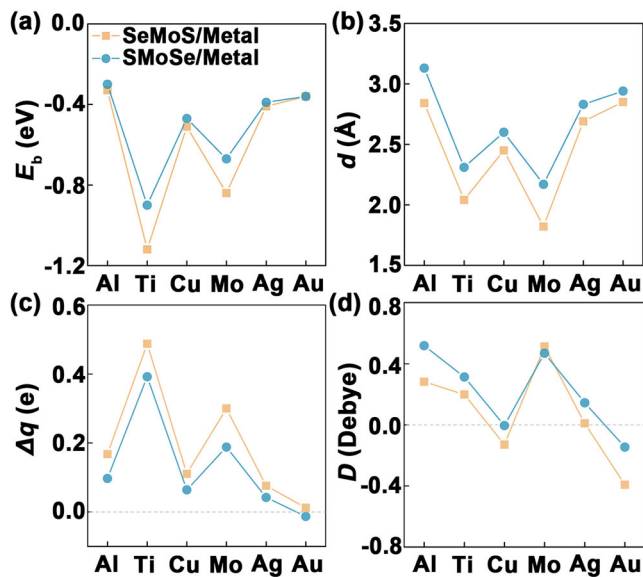 (a)
SeMoS/Metal
SMoSe/Metal
E_b (eV)
0.0
-0.4
-0.8
-1.2
Al Ti Cu Mo Ag Au
(b)
d (Å)
3.5
3.0
2.5
2.0
1.5
Al Ti Cu Mo Ag Au
(c)
Δq (e)
0.6
0.4
0.2
0.0
Al Ti Cu Mo Ag Au
(d)
D (Debye)
0.8
0.4
0.0
-0.4
-0.8
Al Ti Cu Mo Ag Au